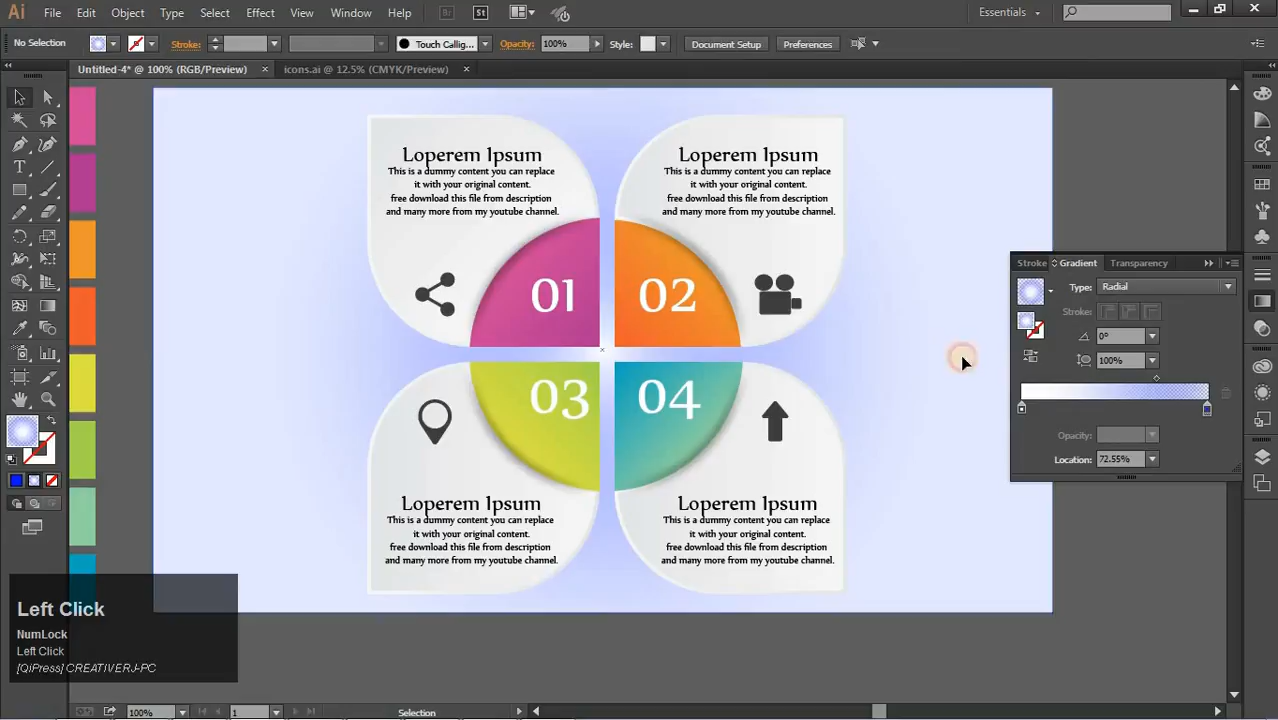 Ai File Edit Object Type Select Effect View Window Help Br St Essentials
No Selection Stroke: Touch Callig... Opacity: 100% Style: Document Setup Preferences
Untitled-4* @ 100% (RGB/Preview) × icons.ai @ 12.5% (CMYK/Preview) ×
Loperem Ipsum
This is a dummy content you can replace
it with your original content.
free download this file from description
and many more from my youtube channel.
Loperem Ipsum
This is a dummy content you can replace
it with your original content.
free download this file from description
and many more from my youtube channel.
01
02
03
04
Loperem Ipsum
This is a dummy content you can replace
it with your original content.
free download this file from description
and many more from my youtube channel.
Loperem Ipsum
This is a dummy content you can replace
it with your original content.
free download this file from description
and many more from my youtube channel.
Stroke Gradient Transparency
Type: Radial
Stroke:
0°
100%
Opacity:
Location: 72.55%
Left Click
NumLock
Left Click
[QiPress] CREATIVERJ-PC
100% 1 Selection